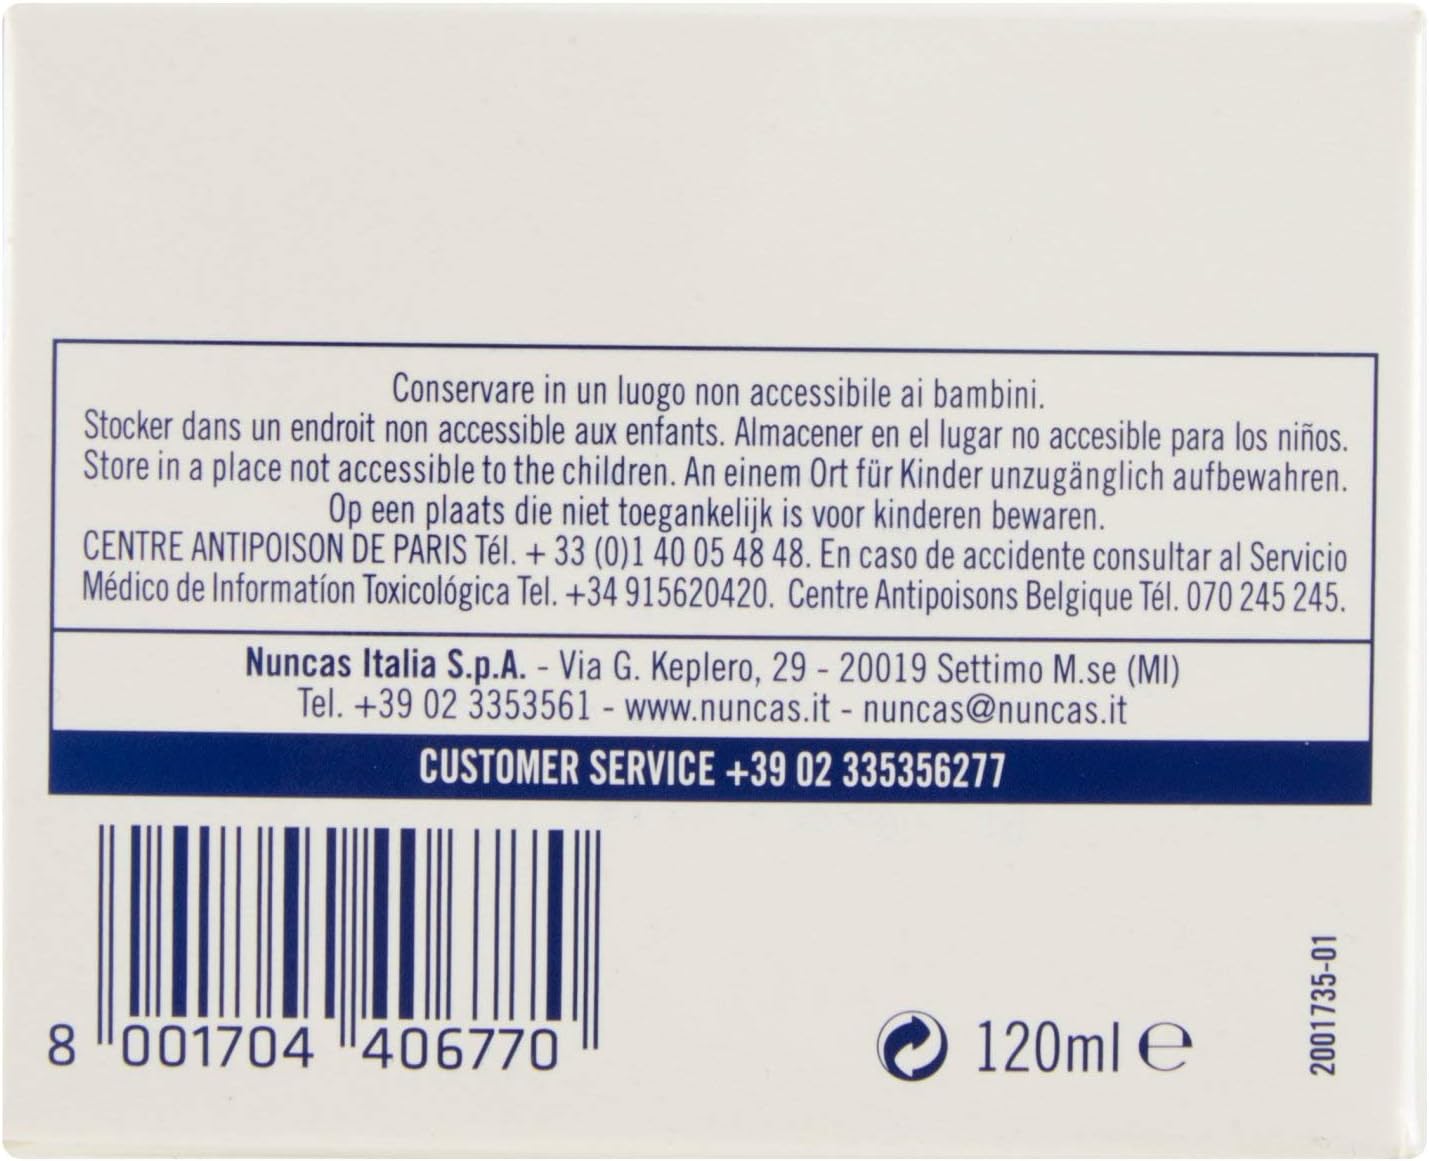 Conservare in un luogo non accessibile ai bambini.
Stocker dans un endroit non accessible aux enfants. Almacener en el lugar no accesible para los niños.
Store in a place not accessible to the children. An einem Ort für Kinder unzugänglich aufbewahren.
Op een plaats die niet toegankelijk is voor kinderen bewaren.
CENTRE ANTIPOISON DE PARIS Tél. + 33 (0)1 40 05 48 48. En caso de accidente consultar al Servicio
Médico de Informatíon Toxicológica Tel. +34 915620420. Centre Antipoisons Belgique Tél. 070 245 245.
Nuncas Italia S.p.A. - Via G. Keplero, 29 - 20019 Settimo M.se (MI)
Tel. +39 02 3353561 - www.nuncas.it - nuncas@nuncas.it
CUSTOMER SERVICE +39 02 335356277
8 001704 406770
120ml ℮
2001735-01